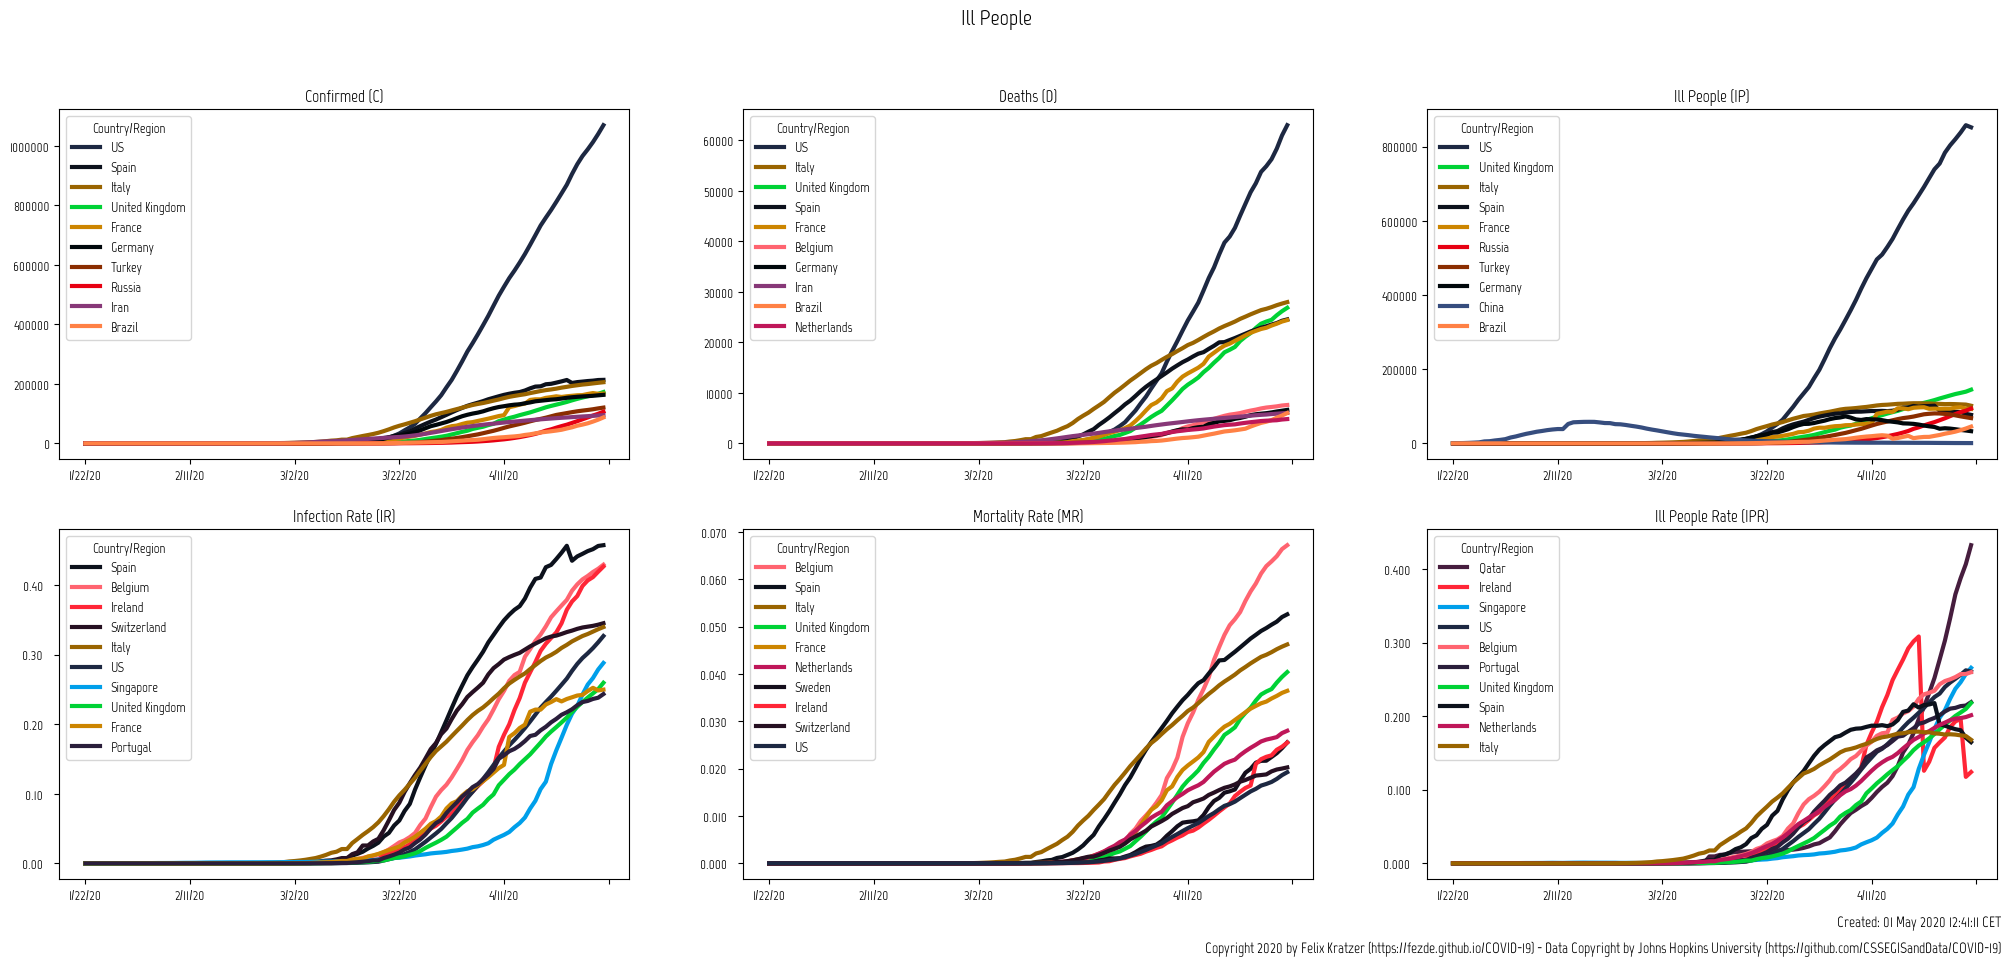 Ill People
Confirmed (C)
Country/Region
US
Spain
Italy
United Kingdom
France
Germany
Turkey
Russia
Iran
Brazil
1000000
800000
600000
400000
200000
0
1/22/20 2/11/20 3/2/20 3/22/20 4/11/20
Deaths (D)
Country/Region
US
Italy
United Kingdom
Spain
France
Belgium
Germany
Iran
Brazil
Netherlands
60000
50000
40000
30000
20000
10000
0
1/22/20 2/11/20 3/2/20 3/22/20 4/11/20
Ill People (IP)
Country/Region
US
United Kingdom
Italy
Spain
France
Russia
Turkey
Germany
China
Brazil
800000
600000
400000
200000
0
1/22/20 2/11/20 3/2/20 3/22/20 4/11/20
Infection Rate (IR)
Country/Region
Spain
Belgium
Ireland
Switzerland
Italy
US
Singapore
United Kingdom
France
Portugal
0.40
0.30
0.20
0.10
0.00
1/22/20 2/11/20 3/2/20 3/22/20 4/11/20
Mortality Rate (MR)
Country/Region
Belgium
Spain
Italy
United Kingdom
France
Netherlands
Sweden
Ireland
Switzerland
US
0.070
0.060
0.050
0.040
0.030
0.020
0.010
0.000
1/22/20 2/11/20 3/2/20 3/22/20 4/11/20
Ill People Rate (IPR)
Country/Region
Qatar
Ireland
Singapore
US
Belgium
Portugal
United Kingdom
Spain
Netherlands
Italy
0.400
0.300
0.200
0.100
0.000
1/22/20 2/11/20 3/2/20 3/22/20 4/11/20
Created: 01 May 2020 12:41:11 CET
Copyright 2020 by Felix Kratzer (https://fezde.github.io/COVID-19) - Data Copyright by Johns Hopkins University (https://github.com/CSSEGISandData/COVID-19)